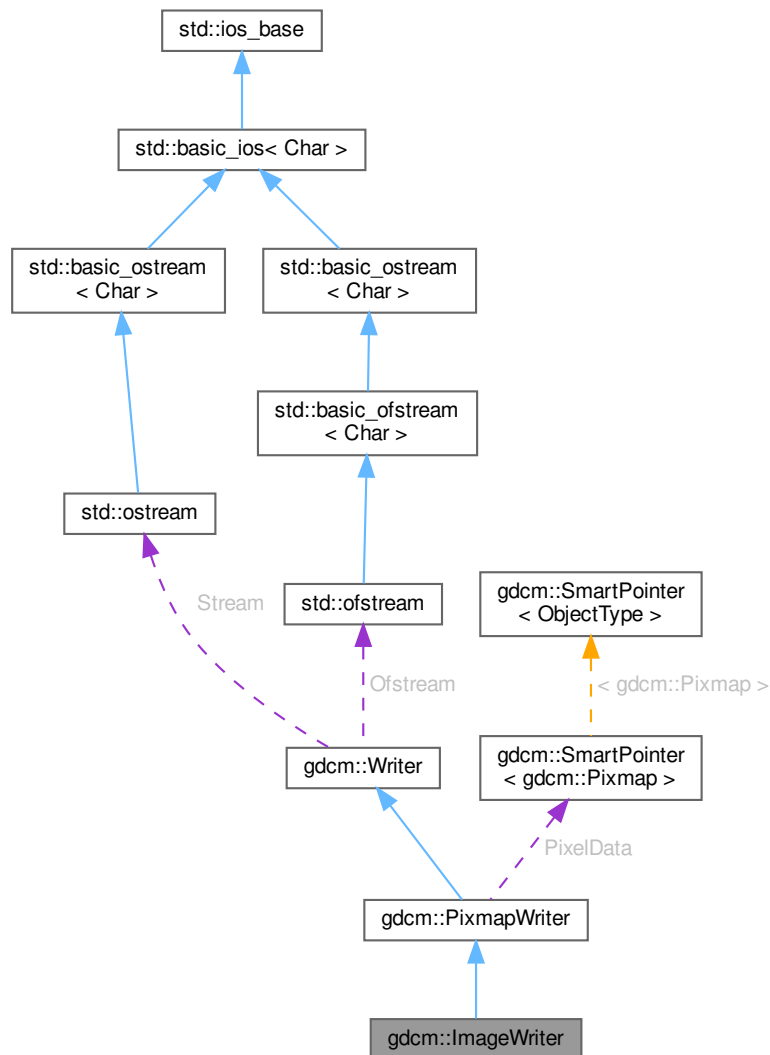 std::ios_base
std::basic_ios< Char >
std::basic_ostream
< Char >
std::basic_ostream
< Char >
std::basic_ofstream
< Char >
std::ostream
std::ofstream
gdcm::SmartPointer
< ObjectType >
Stream
Ofstream
< gdcm::Pixmap >
gdcm::Writer
gdcm::SmartPointer
< gdcm::Pixmap >
PixelData
gdcm::PixmapWriter
gdcm::ImageWriter